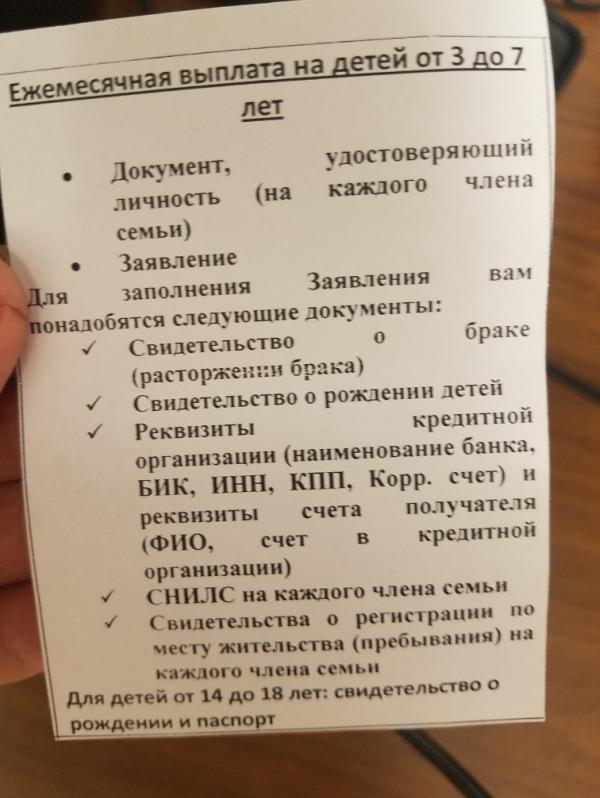 Ежемесячная выплата на детей от 3 до 7
лет
• Документ, удостоверяющий
личность (на каждого члена
семьи)
• Заявление
Для заполнения Заявления вам
понадобятся следующие документы:
✓ Свидетельство о браке
(расторжении брака)
✓ Свидетельство о рождении детей
✓ Реквизиты кредитной
организации (наименование банка,
БИК, ИНН, КПП, Корр. счет) и
реквизиты счета получателя
(ФИО, счет в кредитной
организации)
✓ СНИЛС на каждого члена семьи
✓ Свидетельства о регистрации по
месту жительства (пребывания) на
каждого члена семьи
Для детей от 14 до 18 лет: свидетельство о
рождении и паспорт